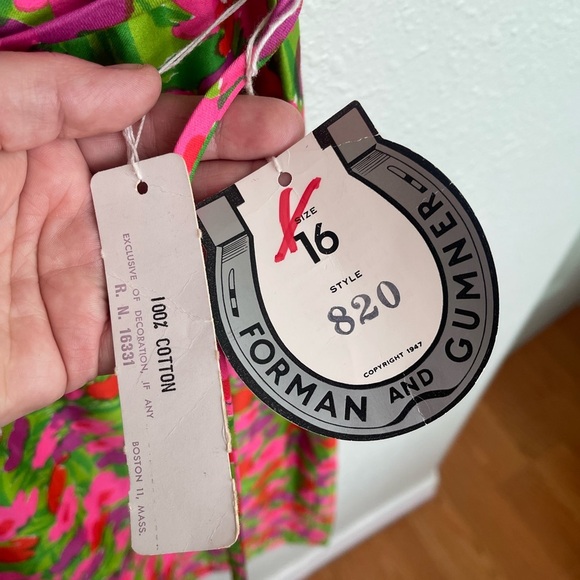 100% COTTON
EXCLUSIVE OF DECORATION, IF ANY
R. N. 16331
BOSTON 11, MASS.
SIZE
16
STYLE
820
COPYRIGHT 1947
FORMAN AND GUMNER